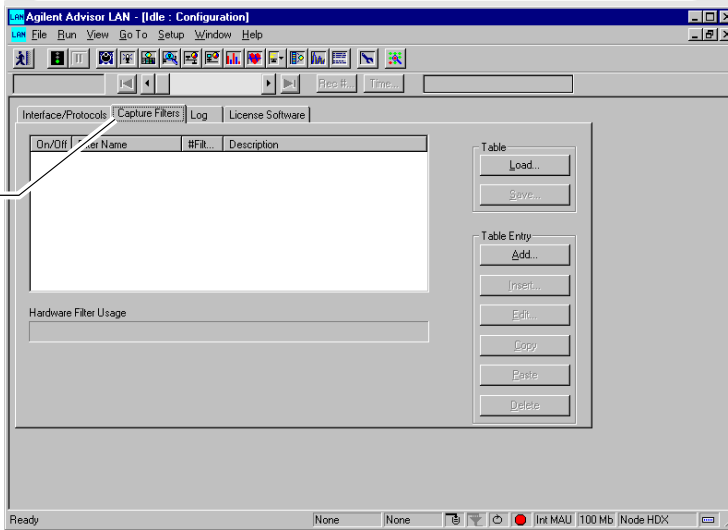 Agilent Advisor LAN - [Idle : Configuration]
File Run View Go To Setup Window Help
Rec #... Time...
Interface/Protocols Capture Filters Log License Software
On/Off Filter Name #Filt... Description
Table
Load...
Save...
Table Entry
Add...
Insert...
Edit...
Copy
Paste
Delete
Hardware Filter Usage
Ready None None Int MAU 100 Mb Node HDX